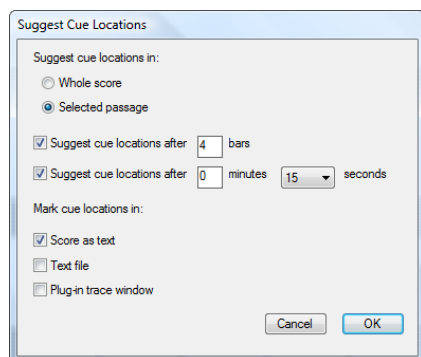 Suggest Cue Locations
Suggest cue locations in:
Whole score
Selected passage
Suggest cue locations after 4 bars
Suggest cue locations after 0 minutes 15 seconds
Mark cue locations in:
Score as text
Text file
Plug-in trace window
Cancel OK